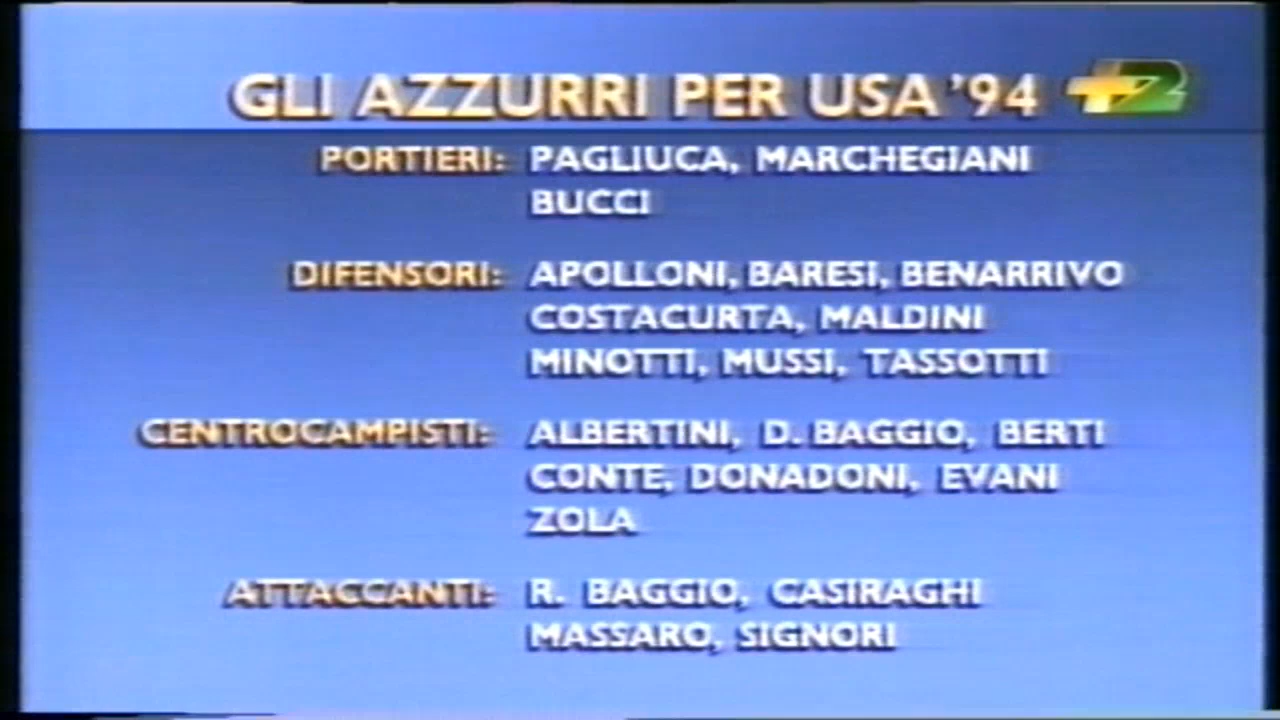 GLI AZZURRI PER USA '94 +2
PORTIERI: PAGLIUCA, MARCHEGIANI
BUCCI
DIFENSORI: APOLLONI, BARESI, BENARRIVO
COSTACURTA, MALDINI
MINOTTI, MUSSI, TASSOTTI
CENTROCAMPISTI: ALBERTINI, D. BAGGIO, BERTI
CONTE, DONADONI, EVANI
ZOLA
ATTACCANTI: R. BAGGIO, CASIRAGHI
MASSARO, SIGNORI